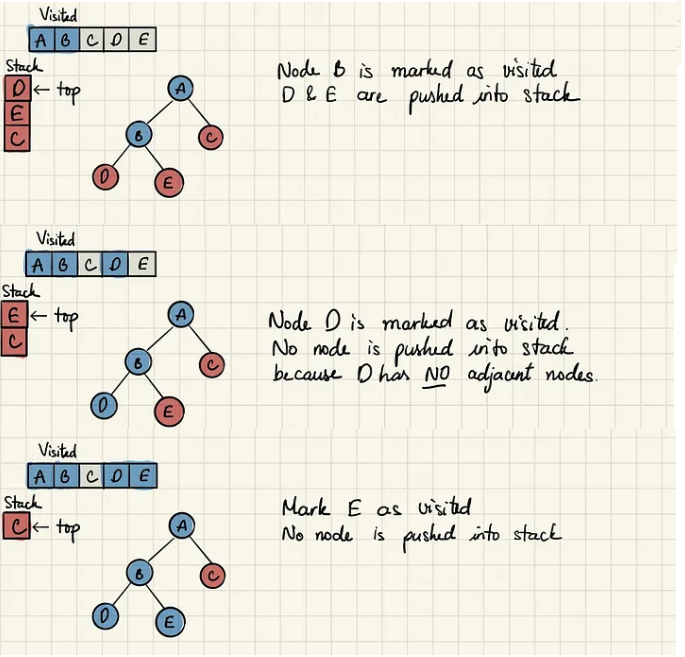 Visited
A B C D E
Stack
D ← top
E
C
A
B
C
D
E
Node B is marked as visited
D & E are pushed into stack
Visited
A B C D E
Stack
E ← top
C
A
B
C
D
E
Node D is marked as visited.
No node is pushed into stack
because D has NO adjacent nodes.
Visited
A B C D E
Stack
C ← top
A
B
C
D
E
Mark E as visited
No node is pushed into stack